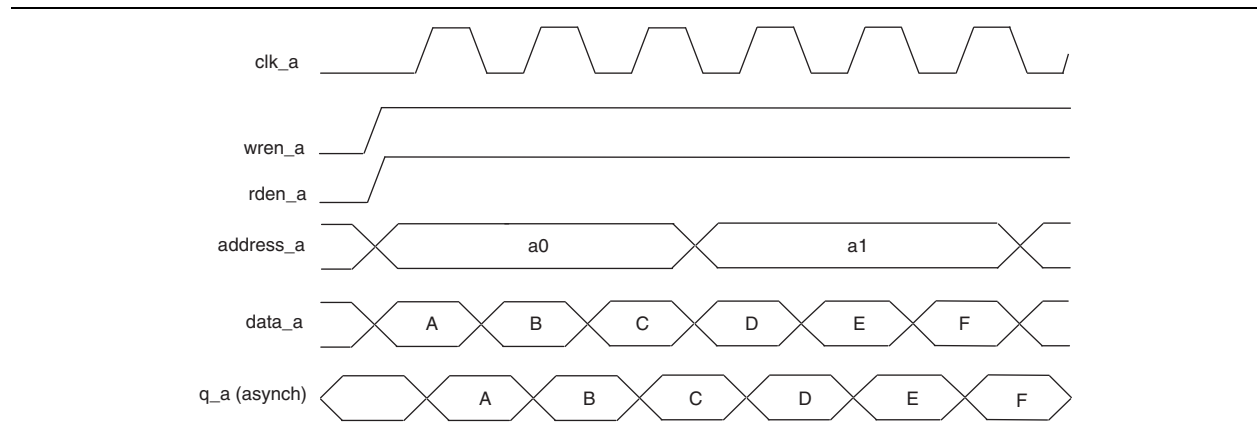 clk_a
wren_a
rden_a
address_a a0 a1
data_a A B C D E F
q_a (asynch) A B C D E F